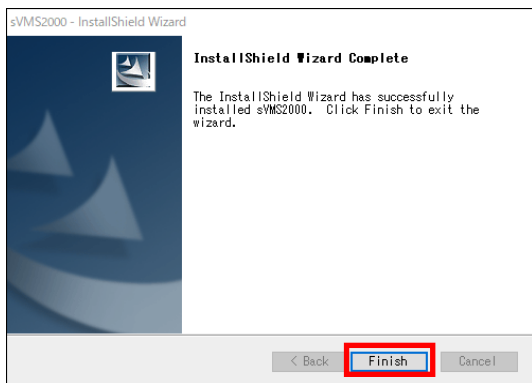 sVMS2000 - InstallShield Wizard
InstallShield Wizard Complete
The InstallShield Wizard has successfully
installed sVMS2000. Click Finish to exit the
wizard.
< Back
Finish
Cancel